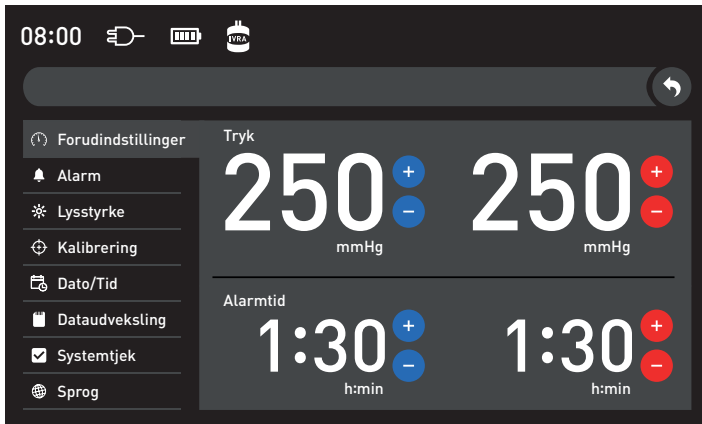 08:00 IVRA
Forudindstillinger
Alarm
Lysstyrke
Kalibrering
Dato/Tid
Dataudveksling
Systemtjek
Sprog
Tryk
250 + − 250 + −
mmHg mmHg
Alarmtid
1:30 + − 1:30 + −
h:min h:min